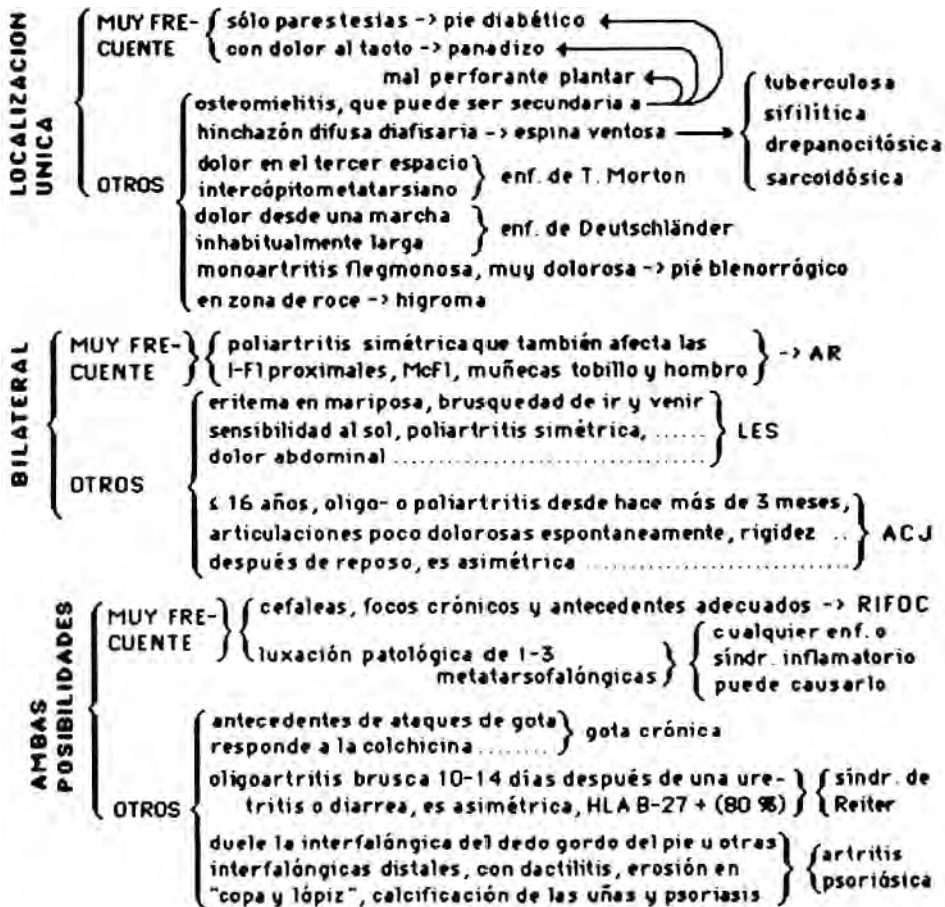 LOCALIZACION UNICA
MUY FRE-
CUENTE
sólo parestesias -> pie diabético
con dolor al tacto -> panadizo
mal perforante plantar
OTROS
osteomielitis, que puede ser secundaria a
hinchazón difusa diafisaria -> espina ventosa
tuberculosa
sifilítica
drepanocitósica
sarcoidósica
dolor en el tercer espacio
intercápitometatarsiano
enf. de T. Morton
dolor desde una marcha
inhabitualmente larga
enf. de Deutschländer
monoartritis flegmonosa, muy dolorosa -> pié blenorrágico
en zona de roce -> higroma
BILATERAL
MUY FRE-
CUENTE
poliartritis simétrica que también afecta las
I-Fl proximales, McFl, muñecas tobillo y hombro
-> AR
OTROS
eritema en mariposa, brusquedad de ir y venir
sensibilidad al sol, poliartritis simétrica, ......
dolor abdominal ..............................
LES
≤ 16 años, oligo- o poliartritis desde hace más de 3 meses,
articulaciones poco dolorosas espontaneamente, rigidez ..
después de reposo, es asimétrica ..............................
ACJ
AMBAS POSIBILIDADES
MUY FRE-
CUENTE
cefaleas, focos crónicos y antecedentes adecuados -> RIFOC
luxación patológica de 1-3
metatarsofalángicas
cualquier enf. o
síndr. inflamatorio
puede causarlo
OTROS
antecedentes de ataques de gota
responde a la colchicina ........
gota crónica
oligoartritis brusca 10-14 días después de una ure-
tritis o diarrea, es asimétrica, HLA B-27 + (80 %)
síndr. de
Reiter
duele la interfalángica del dedo gordo del pie u otras
interfalángicas distales, con dactilitis, erosión en
"copa y lápiz", calcificación de las uñas y psoriasis
artritis
psoriásica